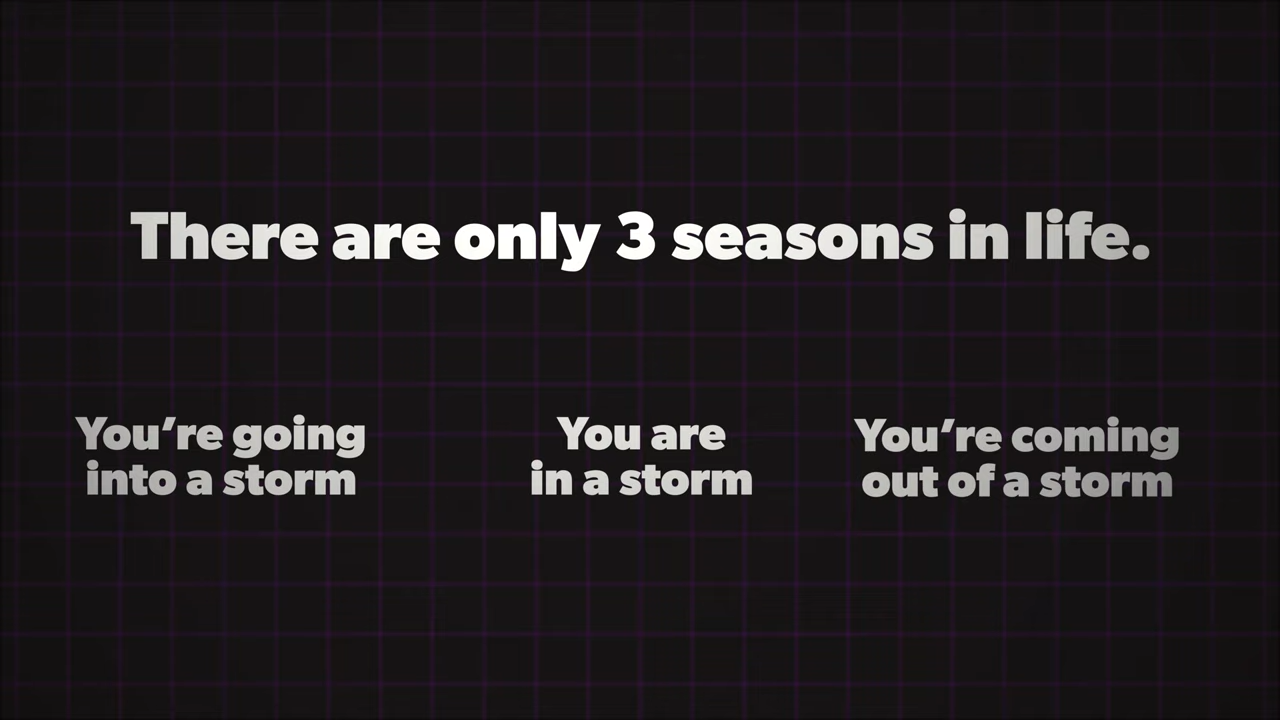 There are only 3 seasons in life.
You’re going
into a storm
You are
in a storm
You’re coming
out of a storm